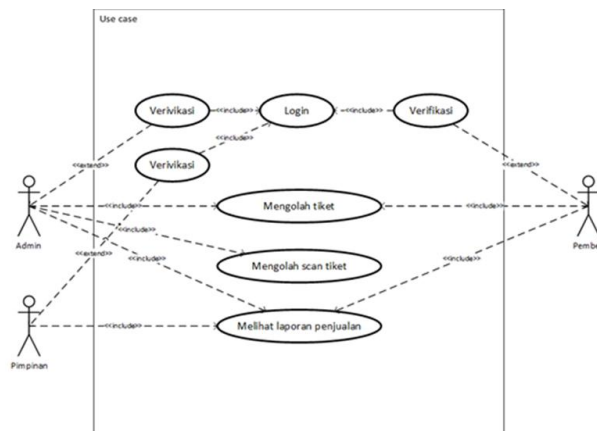 Use case
Verivikasi
<<include>>
Login
<<include>>
Verifikasi
<<include>>
Verivikasi
<<extend>>
<<extend>>
<<include>>
Mengolah tiket
<<include>>
Admin
Pembe
<<include>>
<<extend>>
<<include>>
<<include>>
Mengolah scan tiket
<<include>>
Melihat laporan penjualan
Pimpinan